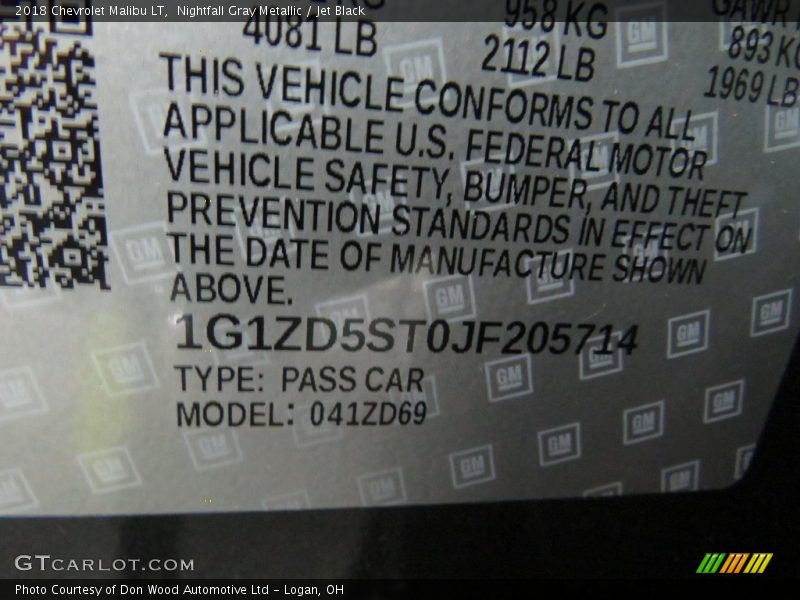 2018 Chevrolet Malibu LT, Nightfall Gray Metallic / Jet Black
4081 LB
958 KG
2112 LB
GAWR
893 KG
1969 LB
THIS VEHICLE CONFORMS TO ALL
APPLICABLE U.S. FEDERAL MOTOR
VEHICLE SAFETY, BUMPER, AND THEFT
PREVENTION STANDARDS IN EFFECT ON
THE DATE OF MANUFACTURE SHOWN
ABOVE.
1G1ZD5ST0JF205714
TYPE: PASS CAR
MODEL: 041ZD69
GTCARLOT.COM
Photo Courtesy of Don Wood Automotive Ltd - Logan, OH